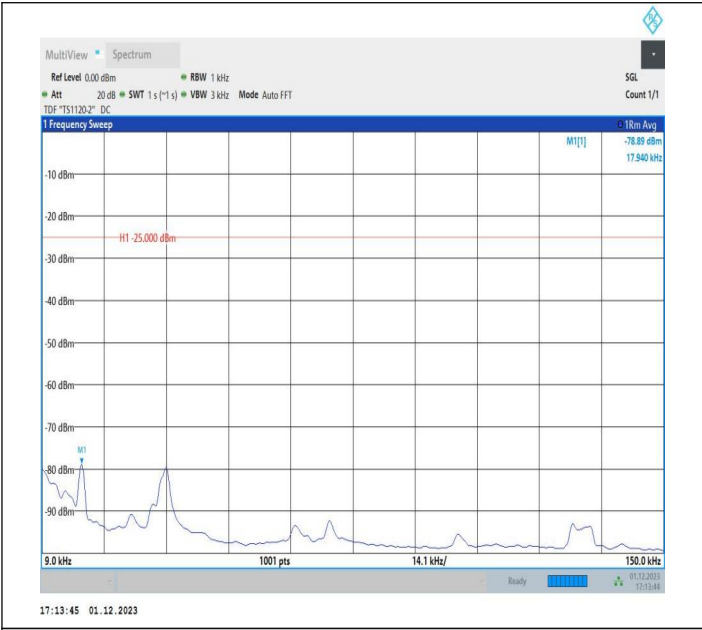 R&S
MultiView Spectrum
Ref Level 0.00 dBm RBW 1 kHz SGL
Att 20 dB SWT 1 s (~1 s) VBW 3 kHz Mode Auto FFT Count 1/1
TDF "TS1120-2" DC
1 Frequency Sweep 1Rm Avg
M1[1] -78.89 dBm
17.940 kHz
-10 dBm
-20 dBm
H1 -25.000 dBm
-30 dBm
-40 dBm
-50 dBm
-60 dBm
-70 dBm
M1
-80 dBm
-90 dBm
9.0 kHz 1001 pts 14.1 kHz/ 150.0 kHz
Ready 01.12.2023
17:13:44
17:13:45 01.12.2023